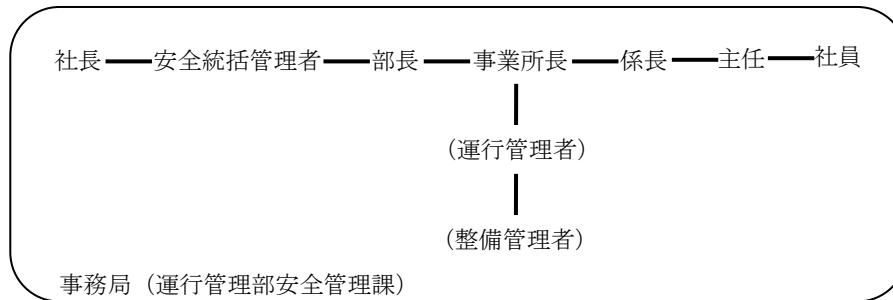 社長 安全統括管理者 部長 事業所長 係長 主任 社員
（運行管理者）
（整備管理者）
事務局（運行管理部安全管理課）